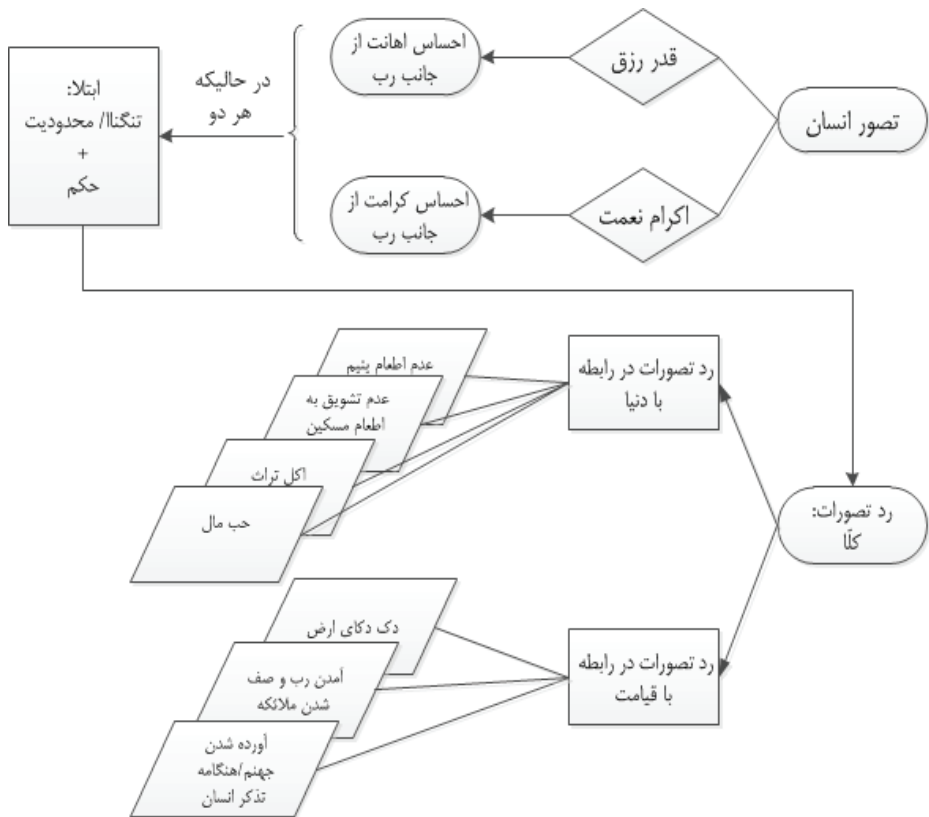 تصور انسان
قدر رزق
احساس اهانت از
جانب رب
اکرام نعمت
احساس کرامت از
جانب رب
در حالیکه
هر دو
ابتلا:
تنگناا/ محدودیت
+
حکم
رد تصورات:
کلّا
رد تصورات در رابطه
با دنیا
عدم اطعام یتیم
عدم تشویق به
اطعام مسکین
اکل تراث
حب مال
رد تصورات در رابطه
با قیامت
دک دکای ارض
آمدن رب و صف
شدن ملائکه
آورده شدن
جهنم/هنگامه
تذکر انسان